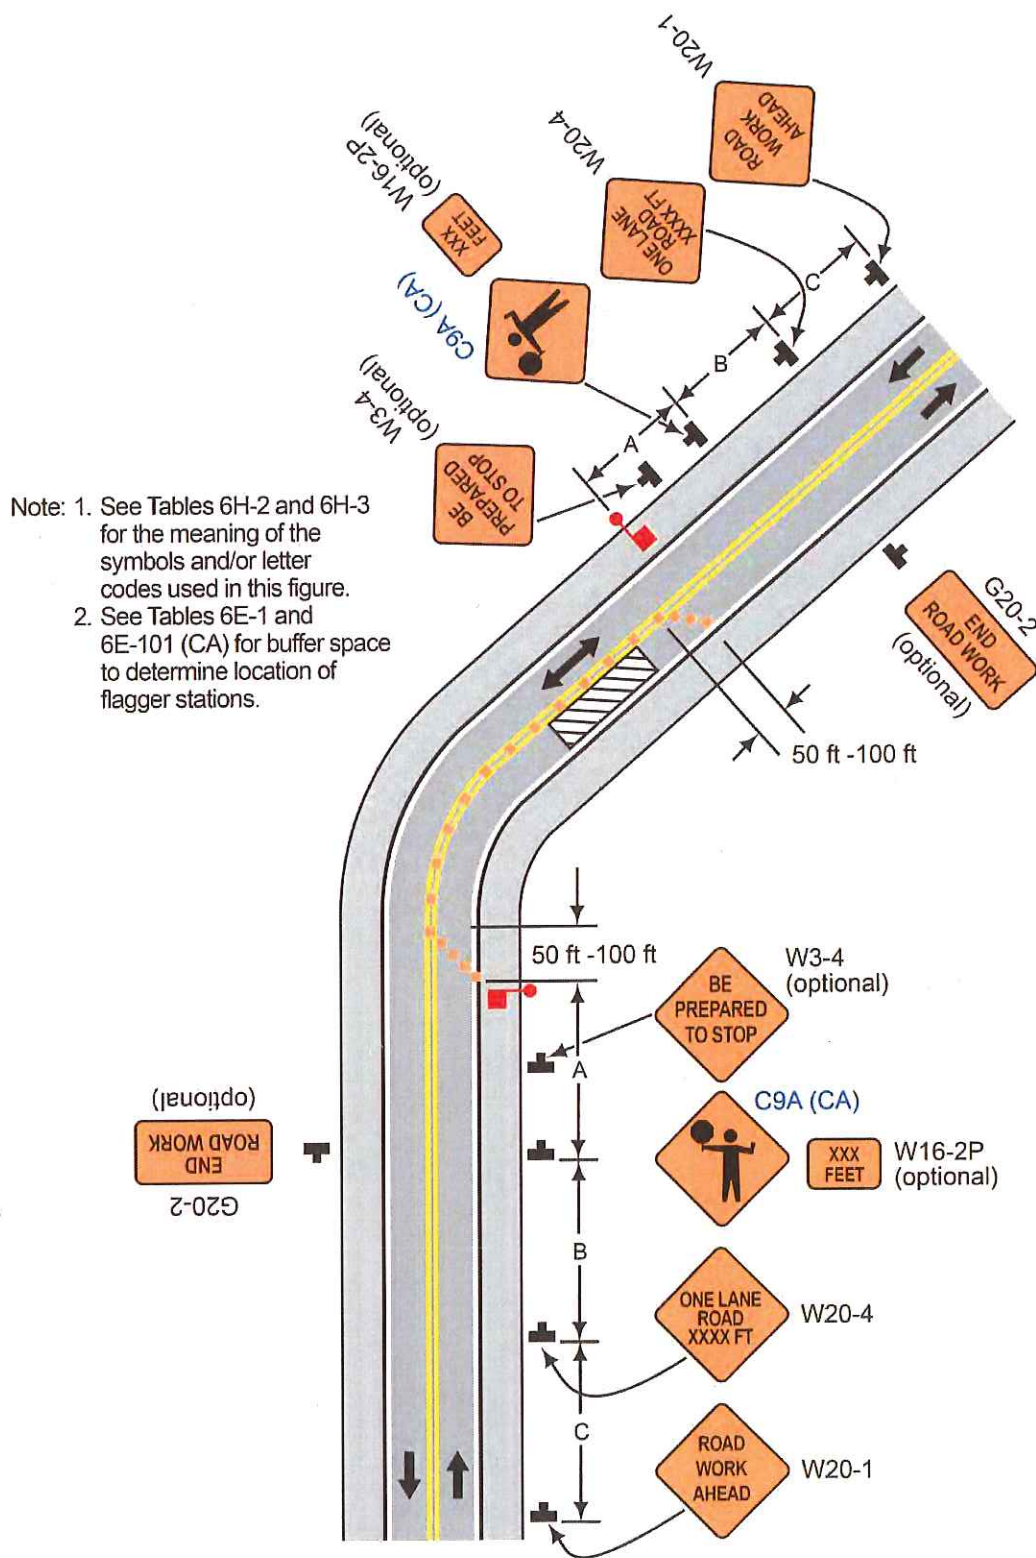 W20-1
ROAD
WORK
AHEAD
W20-4
ONE LANE
ROAD
XXXX FT
W16-2P
(optional)
XXX
FEET
C9A (CA)
W3-4
(optional)
BE
PREPARED
TO STOP
A
B
C
Note: 1. See Tables 6H-2 and 6H-3
for the meaning of the
symbols and/or letter
codes used in this figure.
2. See Tables 6E-1 and
6E-101 (CA) for buffer space
to determine location of
flagger stations.
G20-2
END
ROAD WORK
(optional)
50 ft -100 ft
50 ft -100 ft
A
B
C
BE
PREPARED
TO STOP
W3-4
(optional)
C9A (CA)
XXX
FEET
W16-2P
(optional)
G20-2
END
ROAD WORK
(optional)
ONE LANE
ROAD
XXXX FT
W20-4
ROAD
WORK
AHEAD
W20-1